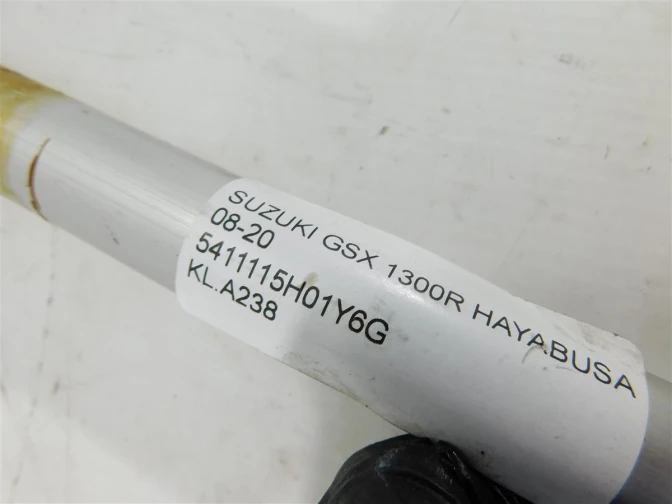 SUZUKI GSX 1300R HAYABUSA
08-20
5411115H01Y6G
KL.A238